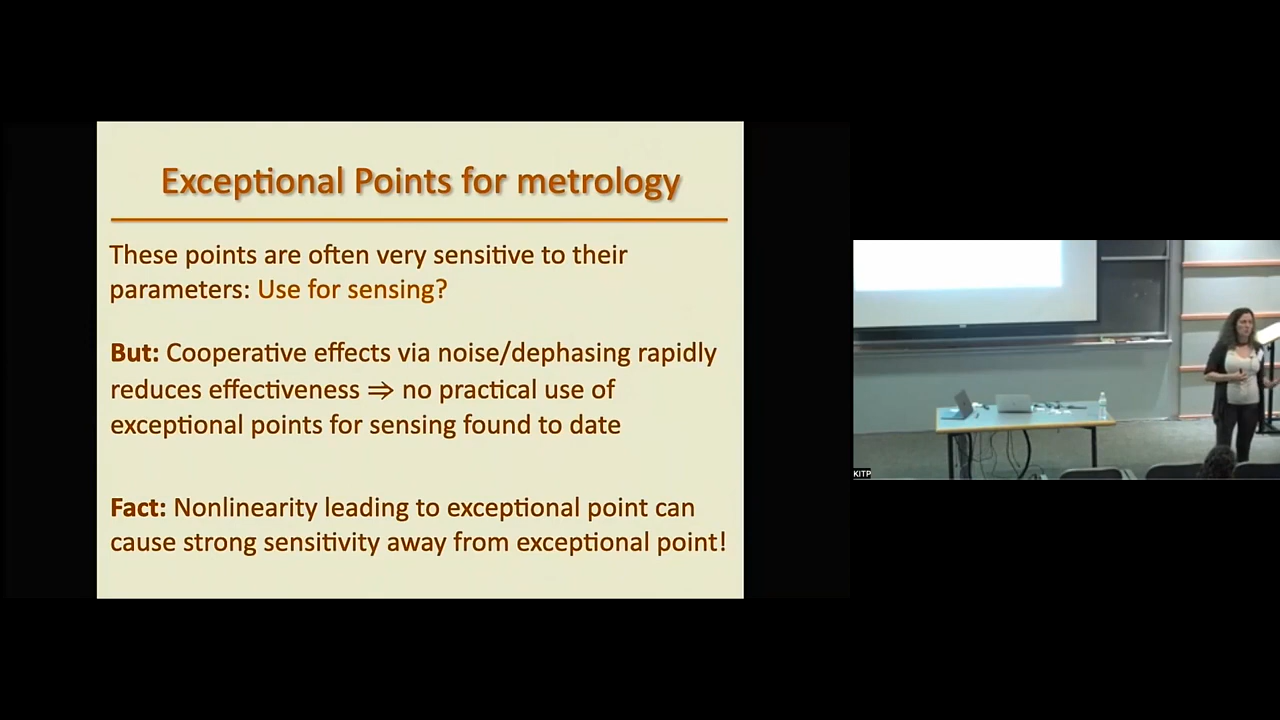 Exceptional Points for metrology
These points are often very sensitive to their
parameters: Use for sensing?
But: Cooperative effects via noise/dephasing rapidly
reduces effectiveness ⇒ no practical use of
exceptional points for sensing found to date
Fact: Nonlinearity leading to exceptional point can
cause strong sensitivity away from exceptional point!
KITP